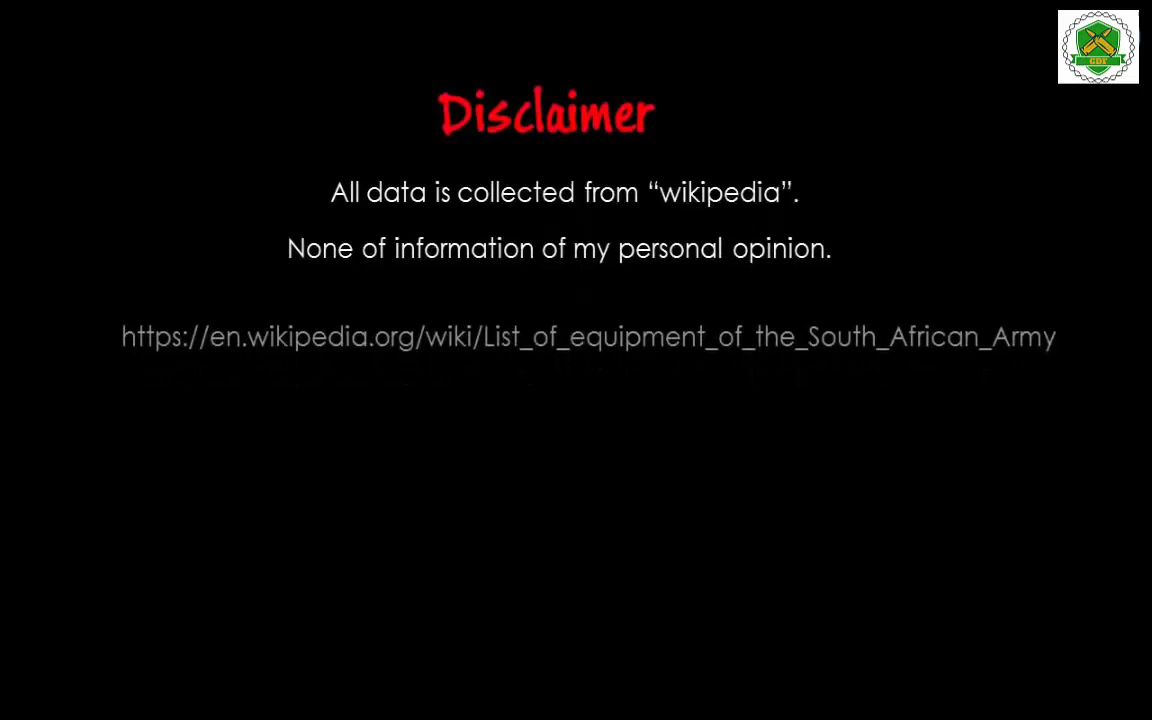 GDF
Disclaimer
All data is collected from “wikipedia”.
None of information of my personal opinion.
https://en.wikipedia.org/wiki/List_of_equipment_of_the_South_African_Army